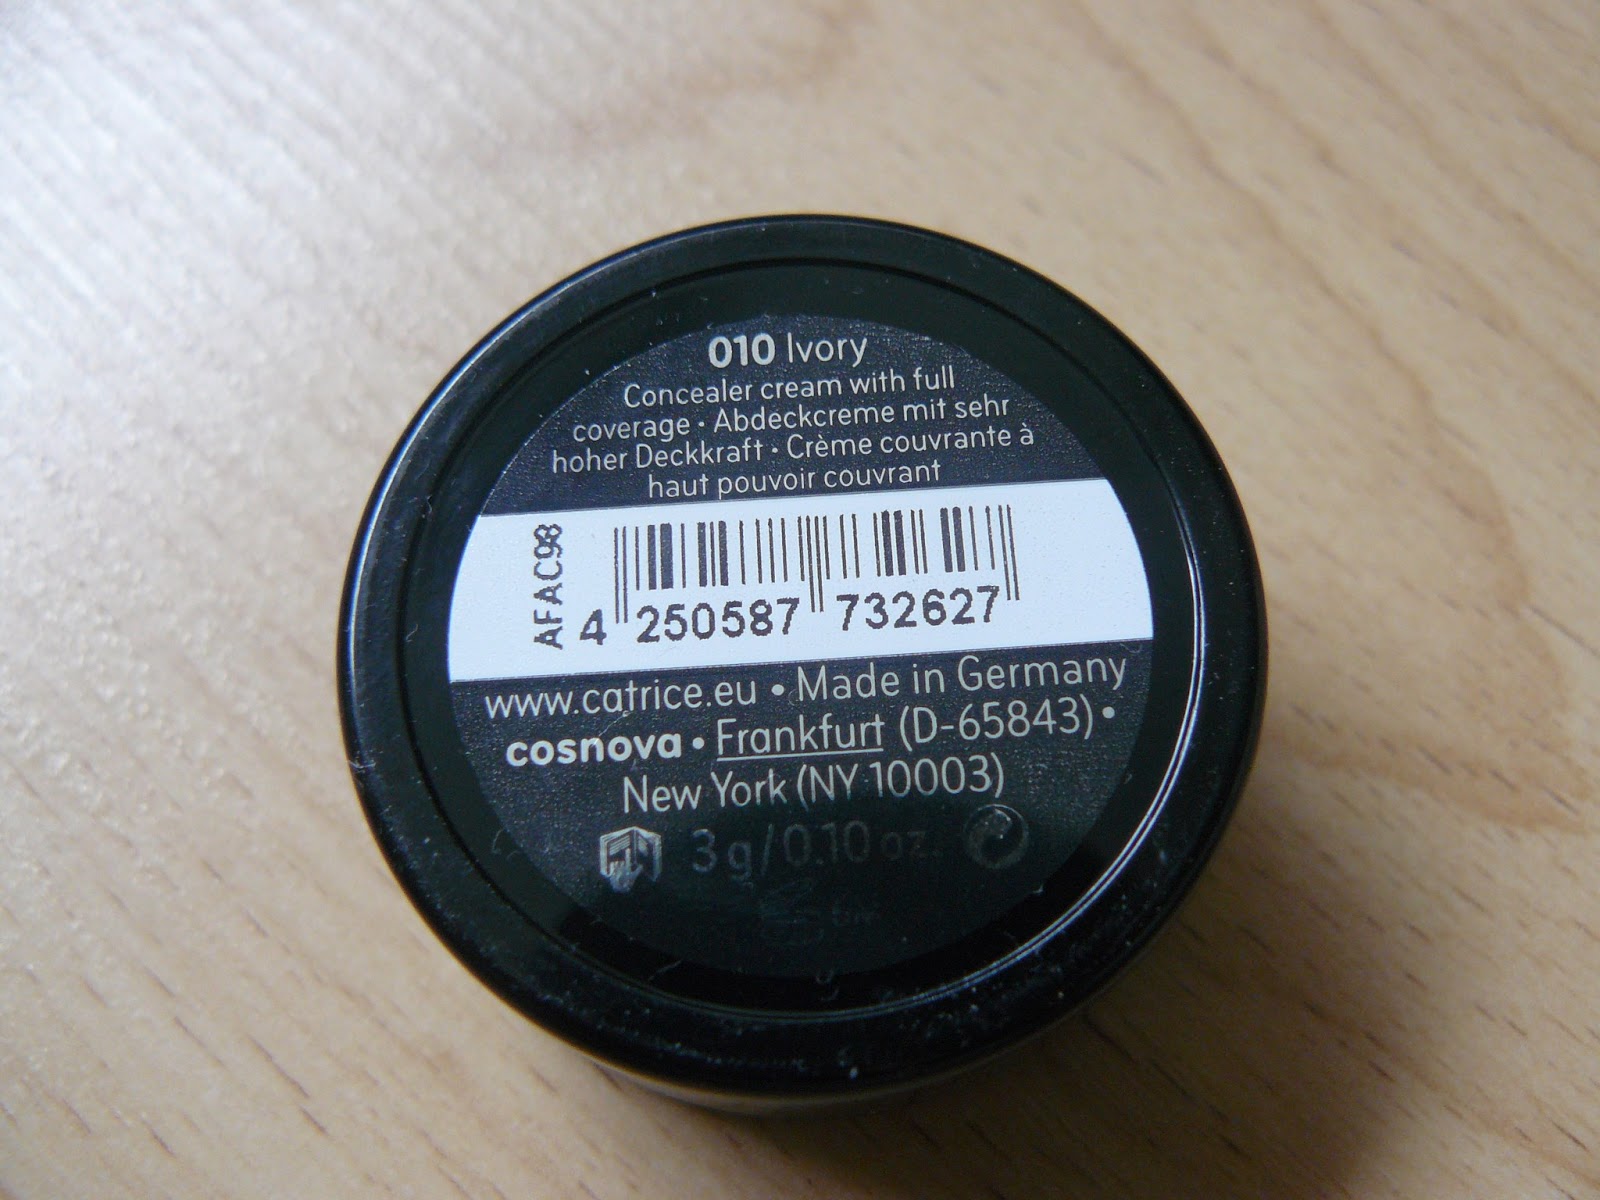 010 Ivory
Concealer cream with full
coverage • Abdeckcreme mit sehr
hoher Deckkraft • Crème couvrante à
haut pouvoir couvrant
AFAC98
4 250587 732627
www.catrice.eu • Made in Germany
cosnova • Frankfurt (D-65843) •
New York (NY 10003)
3g/0.10 oz.